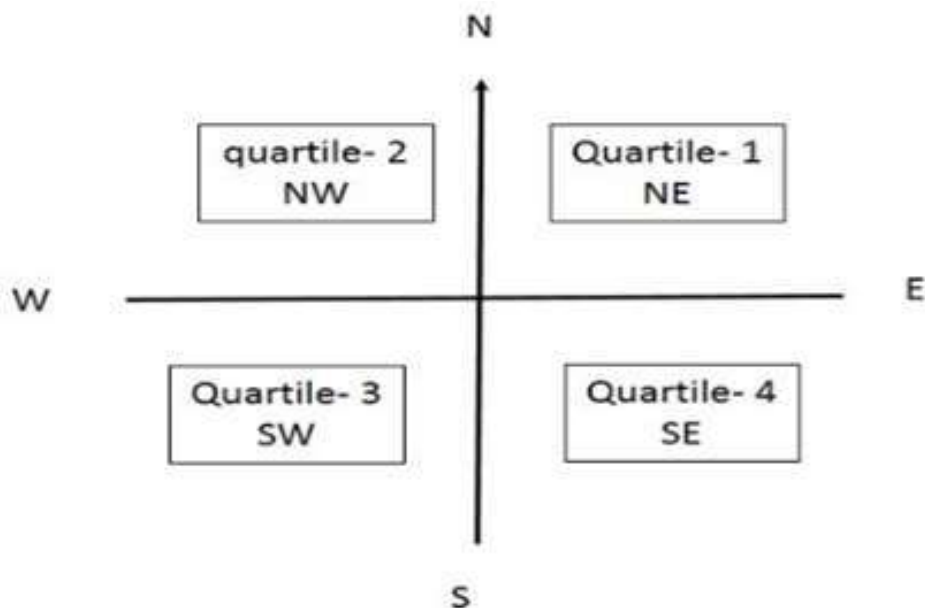 N
quartile- 2
NW
Quartile- 1
NE
W
E
Quartile- 3
SW
Quartile- 4
SE
S